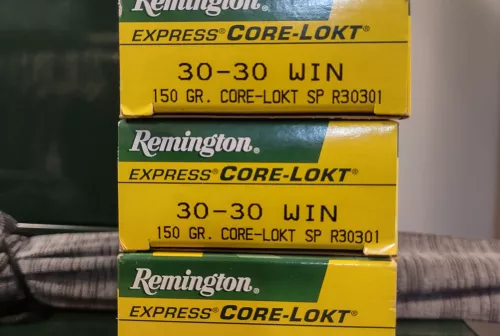 Remington®
EXPRESS® CORE-LOKT®
30-30 WIN
150 GR. CORE-LOKT SP R30301
Remington®
EXPRESS® CORE-LOKT®
30-30 WIN
150 GR. CORE-LOKT SP R30301
Remington®
EXPRESS® CORE-LOKT®